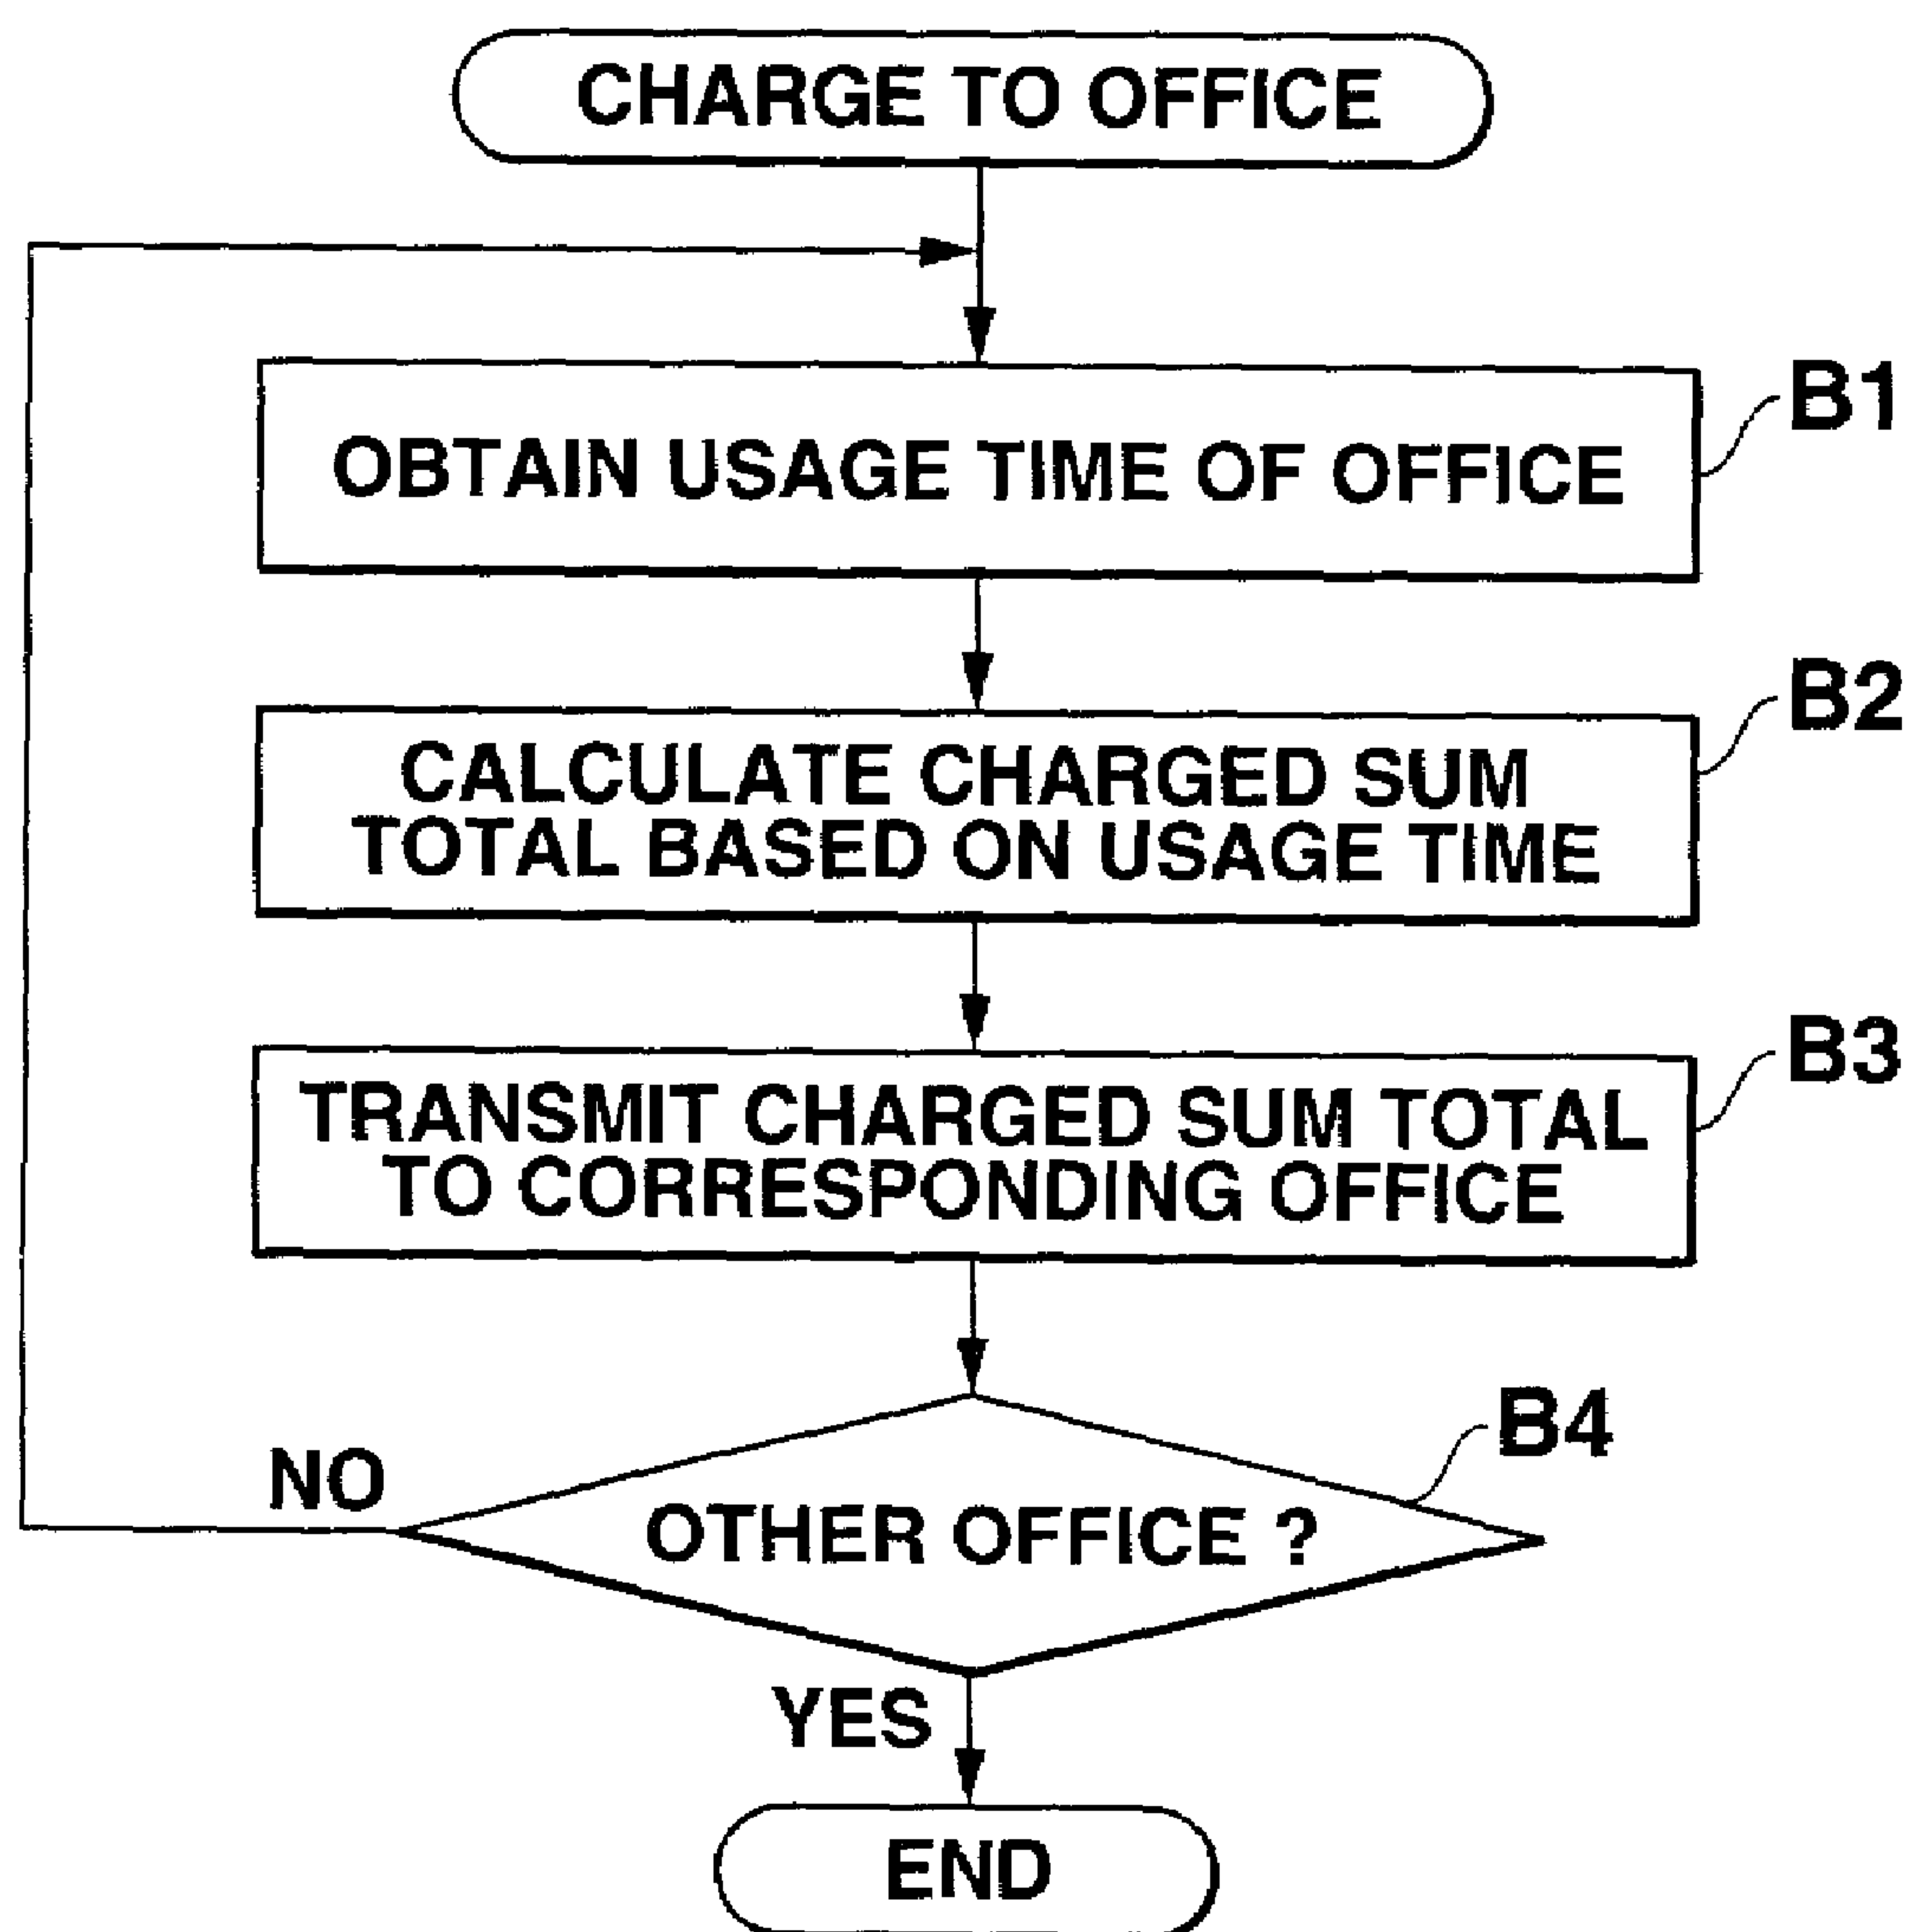 CHARGE TO OFFICE
OBTAIN USAGE TIME OF OFFICE
B1
CALCULATE CHARGED SUM
TOTAL BASED ON USAGE TIME
B2
TRANSMIT CHARGED SUM TOTAL
TO CORRESPONDING OFFICE
B3
OTHER OFFICE ?
B4
NO
YES
END